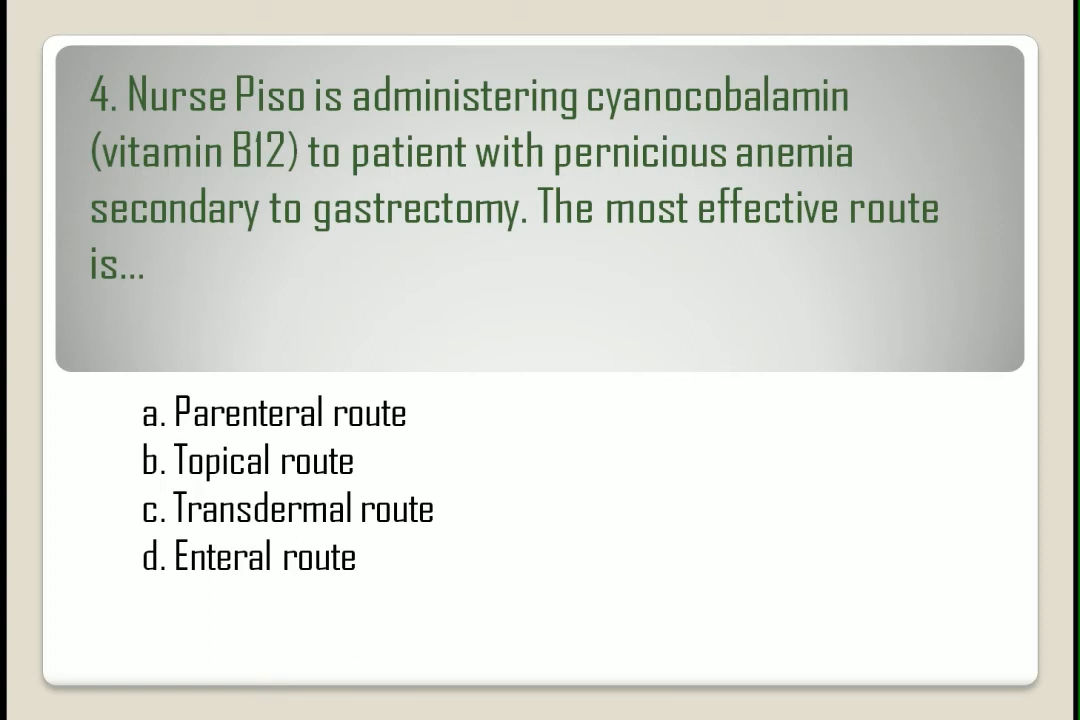 4. Nurse Piso is administering cyanocobalamin
(vitamin B12) to patient with pernicious anemia
secondary to gastrectomy. The most effective route
is...
a. Parenteral route
b. Topical route
c. Transdermal route
d. Enteral route